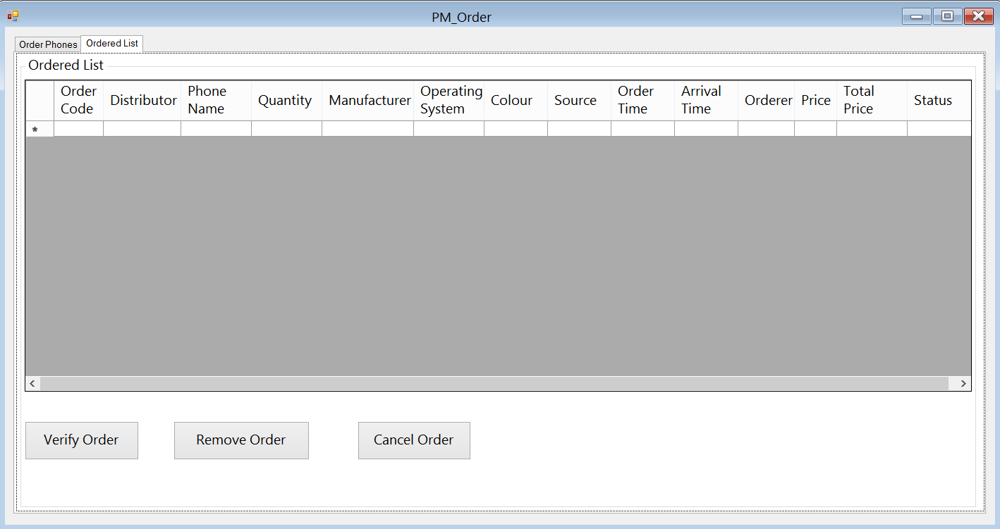 PM_Order
Order Phones
Ordered List
Ordered List
Order
Code
Distributor
Phone
Name
Quantity
Manufacturer
Operating
System
Colour
Source
Order
Time
Arrival
Time
Orderer
Price
Total
Price
Status
*
Verify Order
Remove Order
Cancel Order